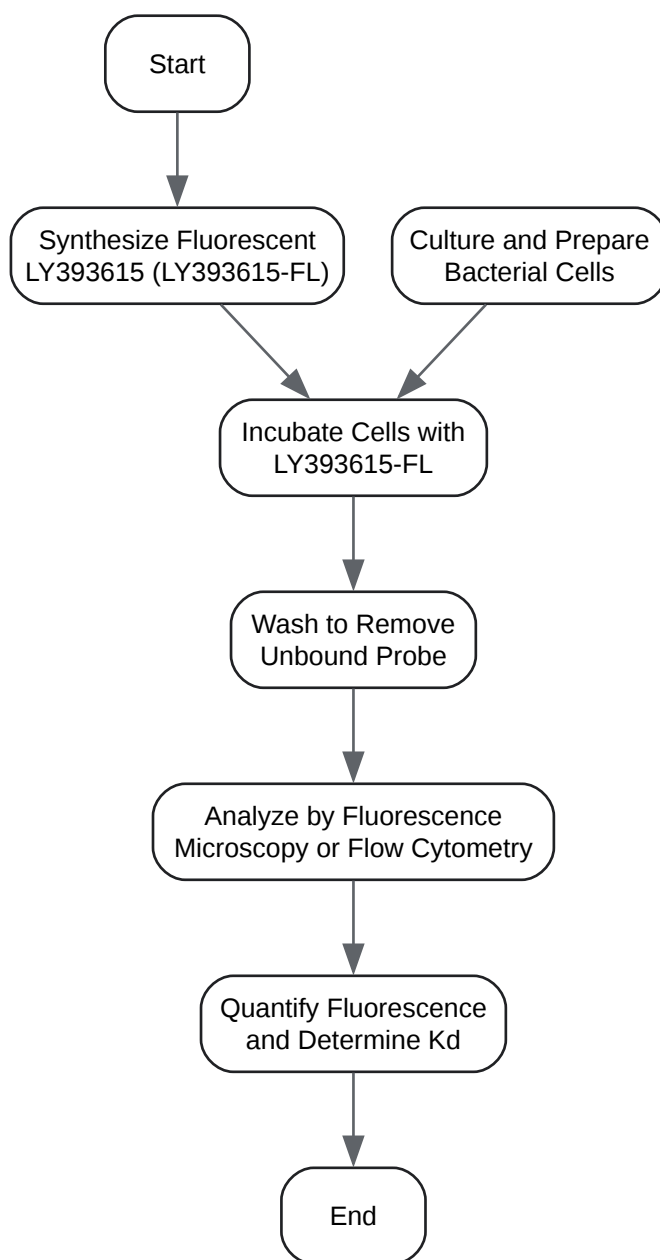 Start
Synthesize Fluorescent
LY393615 (LY393615-FL)
Culture and Prepare
Bacterial Cells
Incubate Cells with
LY393615-FL
Wash to Remove
Unbound Probe
Analyze by Fluorescence
Microscopy or Flow Cytometry
Quantify Fluorescence
and Determine Kd
End